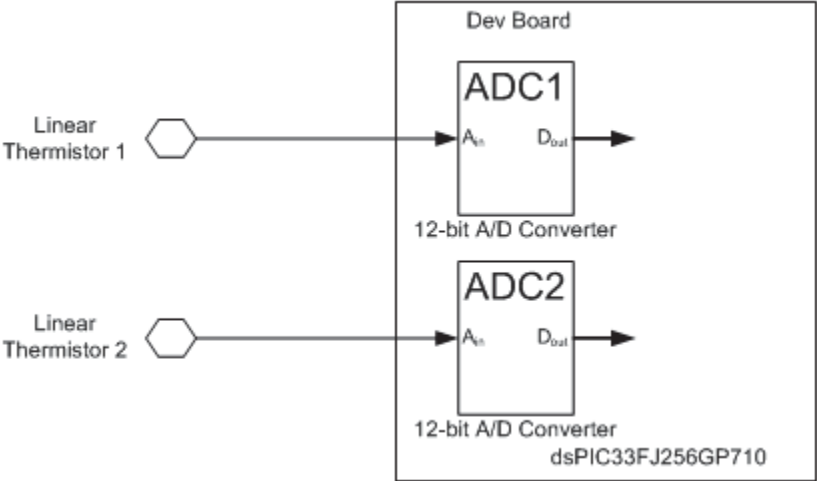 Dev Board
ADC1
Linear
Thermistor 1
Ain
Dout
12-bit A/D Converter
ADC2
Linear
Thermistor 2
Ain
Dout
12-bit A/D Converter
dsPIC33FJ256GP710